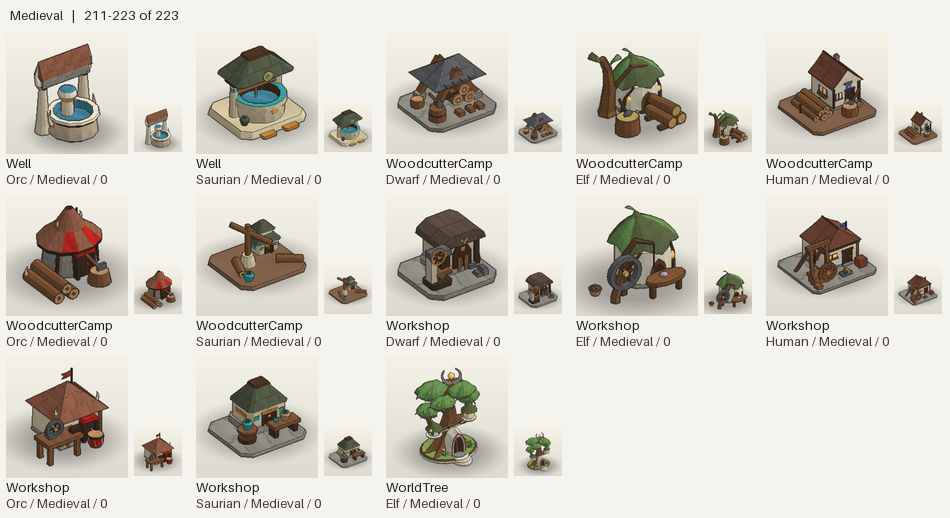 Medieval | 211-223 of 223
Well
Orc / Medieval / 0
Well
Saurian / Medieval / 0
WoodcutterCamp
Dwarf / Medieval / 0
WoodcutterCamp
Elf / Medieval / 0
WoodcutterCamp
Human / Medieval / 0
WoodcutterCamp
Orc / Medieval / 0
WoodcutterCamp
Saurian / Medieval / 0
Workshop
Dwarf / Medieval / 0
Workshop
Elf / Medieval / 0
Workshop
Human / Medieval / 0
Workshop
Orc / Medieval / 0
Workshop
Saurian / Medieval / 0
WorldTree
Elf / Medieval / 0